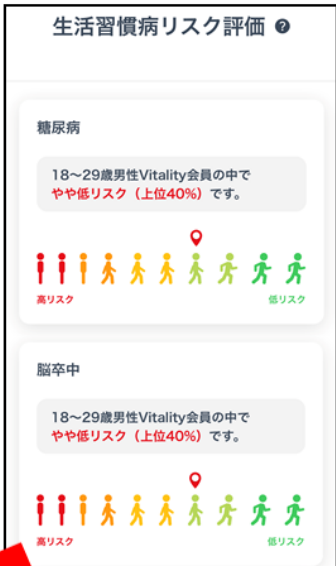 生活習慣病リスク評価 ?
糖尿病
18〜29歳男性Vitality会員の中で
やや低リスク（上位40%）です。
高リスク 低リスク
脳卒中
18〜29歳男性Vitality会員の中で
やや低リスク（上位40%）です。
高リスク 低リスク